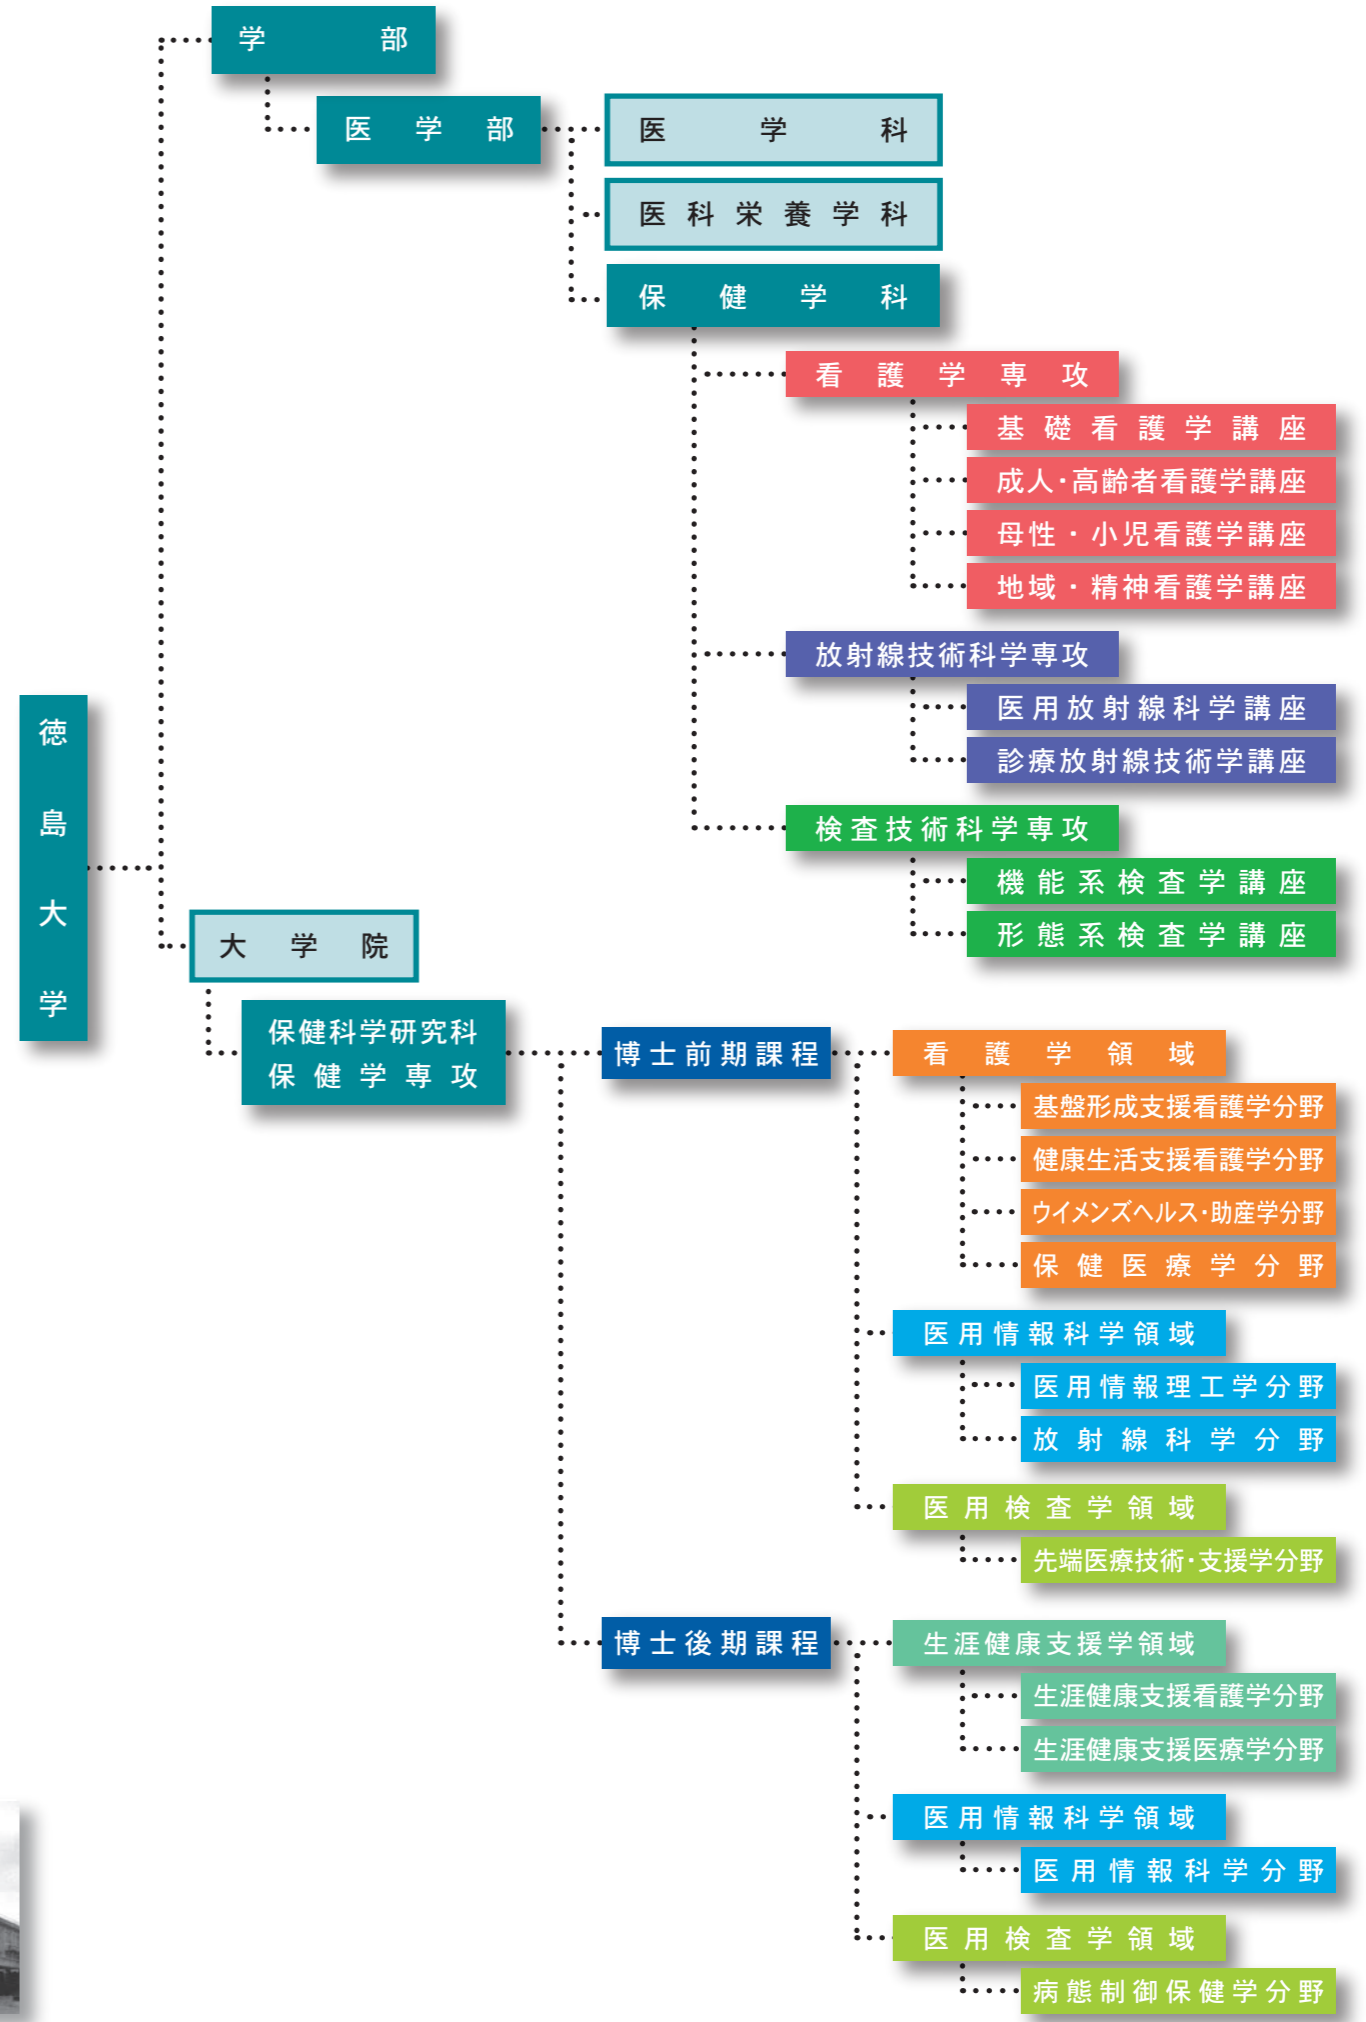 徳島大学
学部
医学部
医学科
医科栄養学科
保健学科
看護学専攻
基礎看護学講座
成人・高齢者看護学講座
母性・小児看護学講座
地域・精神看護学講座
放射線技術科学専攻
医用放射線科学講座
診療放射線技術学講座
検査技術科学専攻
機能系検査学講座
形態系検査学講座
大学院
保健科学研究科
保健学専攻
博士前期課程
看護学領域
基盤形成支援看護学分野
健康生活支援看護学分野
ウイメンズヘルス・助産学分野
保健医療学分野
医用情報科学領域
医用情報理工学分野
放射線科学分野
医用検査学領域
先端医療技術・支援学分野
博士後期課程
生涯健康支援学領域
生涯健康支援看護学分野
生涯健康支援医療学分野
医用情報科学領域
医用情報科学分野
医用検査学領域
病態制御保健学分野